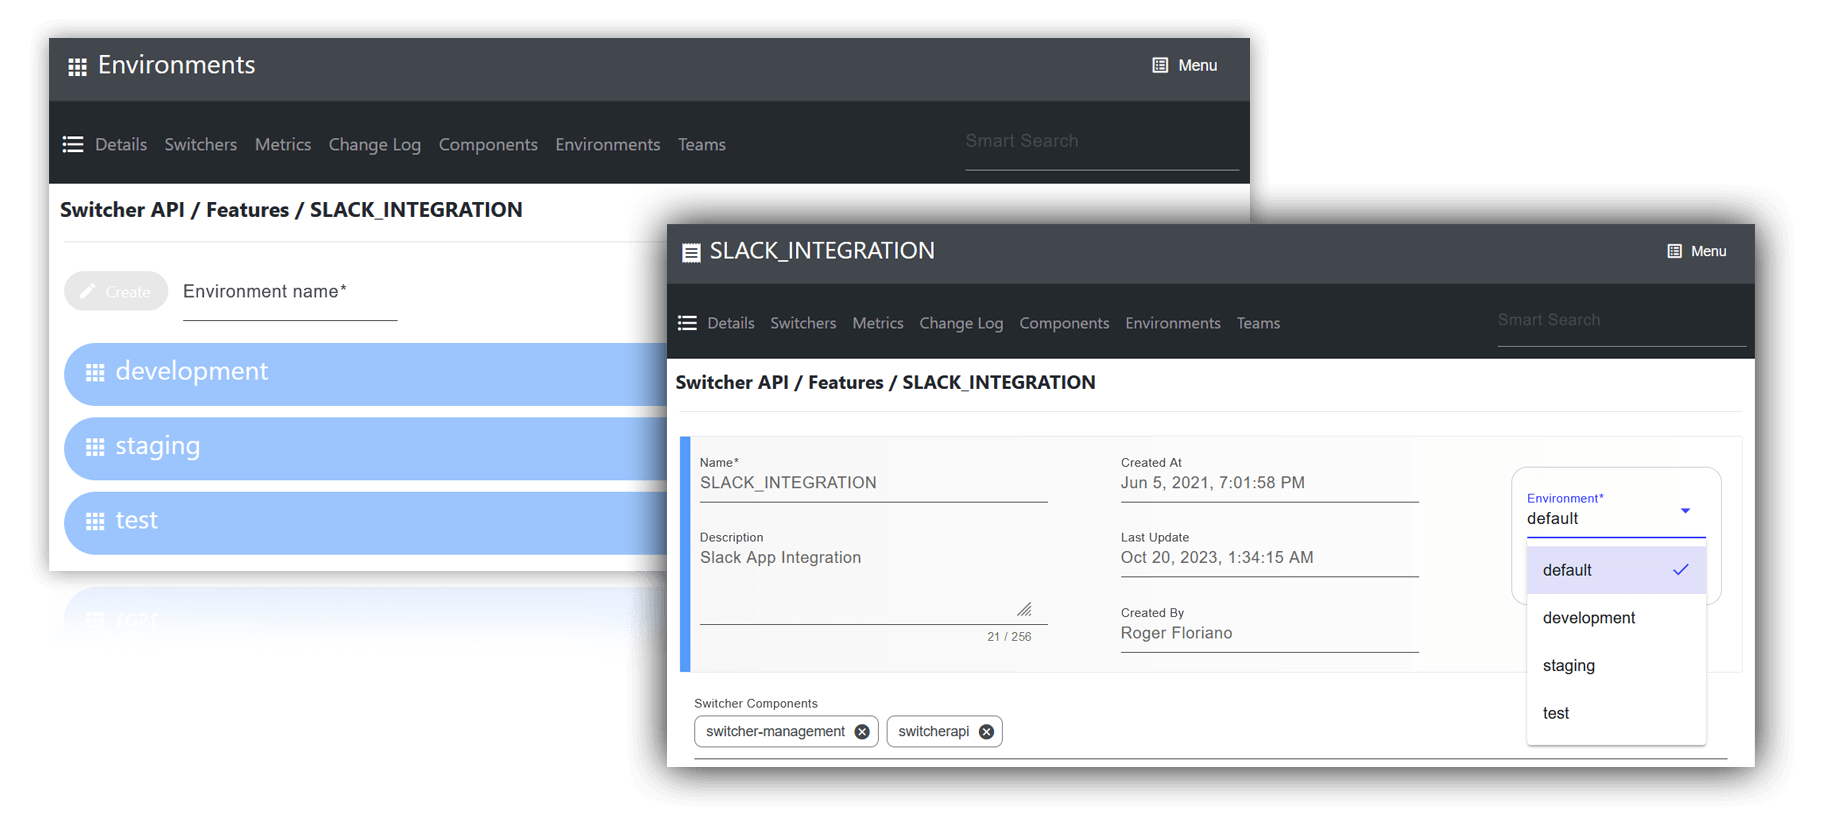 Environments
Menu
Details Switchers Metrics Change Log Components Environments Teams
Smart Search
Switcher API / Features / SLACK_INTEGRATION
Create
Environment name*
development
staging
test
test
SLACK_INTEGRATION
Menu
Details Switchers Metrics Change Log Components Environments Teams
Smart Search
Switcher API / Features / SLACK_INTEGRATION
Name*
SLACK_INTEGRATION
Description
Slack App Integration
21 / 256
Created At
Jun 5, 2021, 7:01:58 PM
Last Update
Oct 20, 2023, 1:34:15 AM
Created By
Roger Floriano
Environment*
default
default
development
staging
test
Switcher Components
switcher-management
switcherapi